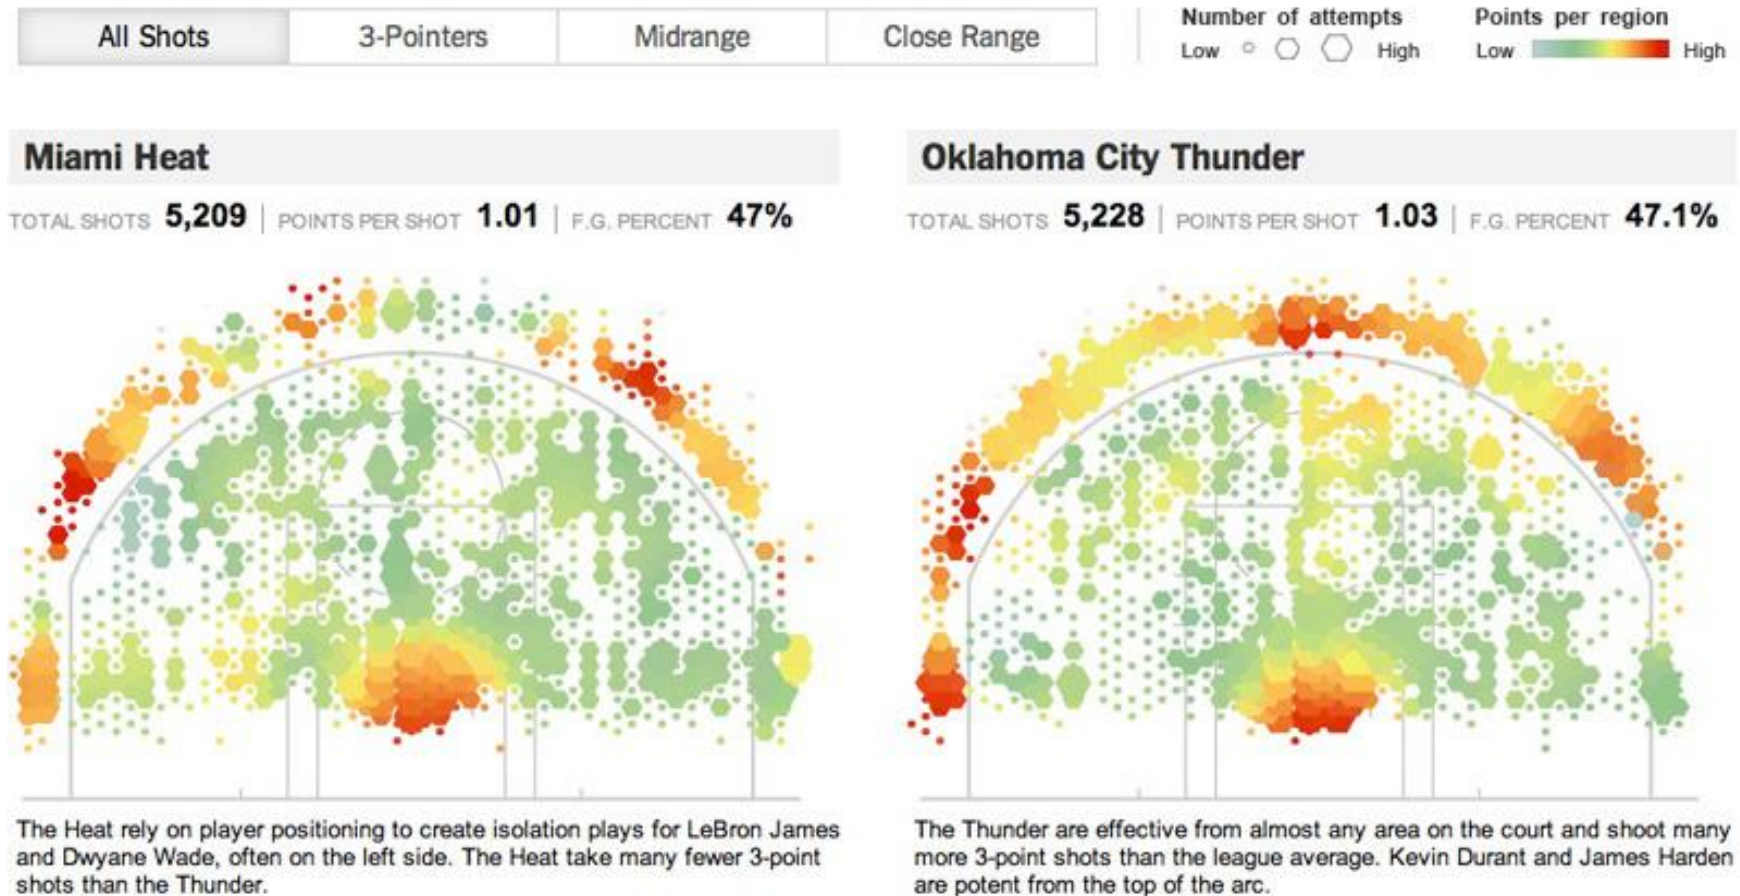 All Shots 3-Pointers Midrange Close Range
Number of attempts
Low High
Points per region
Low High
Miami Heat
TOTAL SHOTS 5,209 | POINTS PER SHOT 1.01 | F.G. PERCENT 47%
The Heat rely on player positioning to create isolation plays for LeBron James
and Dwyane Wade, often on the left side. The Heat take many fewer 3-point
shots than the Thunder.
Oklahoma City Thunder
TOTAL SHOTS 5,228 | POINTS PER SHOT 1.03 | F.G. PERCENT 47.1%
The Thunder are effective from almost any area on the court and shoot many
more 3-point shots than the league average. Kevin Durant and James Harden
are potent from the top of the arc.